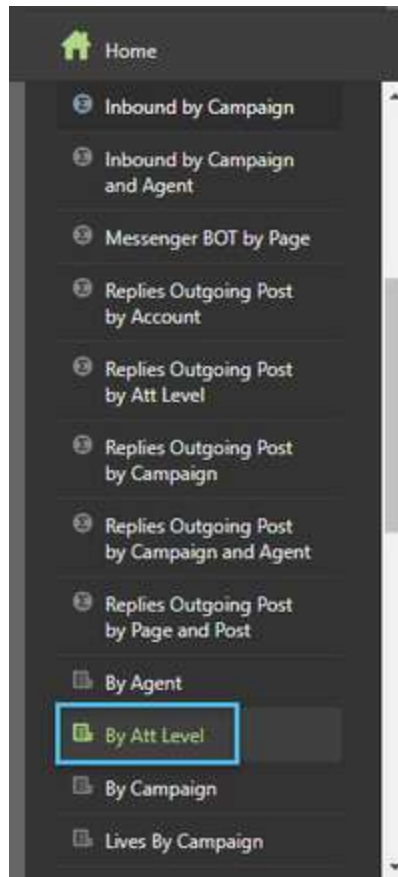 Home
Inbound by Campaign
Inbound by Campaign
and Agent
Messenger BOT by Page
Replies Outgoing Post
by Account
Replies Outgoing Post
by Att Level
Replies Outgoing Post
by Campaign
Replies Outgoing Post
by Campaign and Agent
Replies Outgoing Post
by Page and Post
By Agent
By Att Level
By Campaign
Lives By Campaign